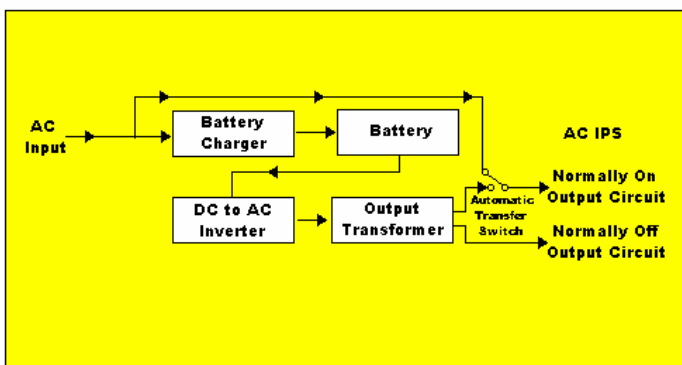 AC
Input
Battery
Charger
Battery
AC IPS
Normally On
Output Circuit
DC to AC
Inverter
Output
Transformer
Automatic
Transfer
Switch
Normally Off
Output Circuit